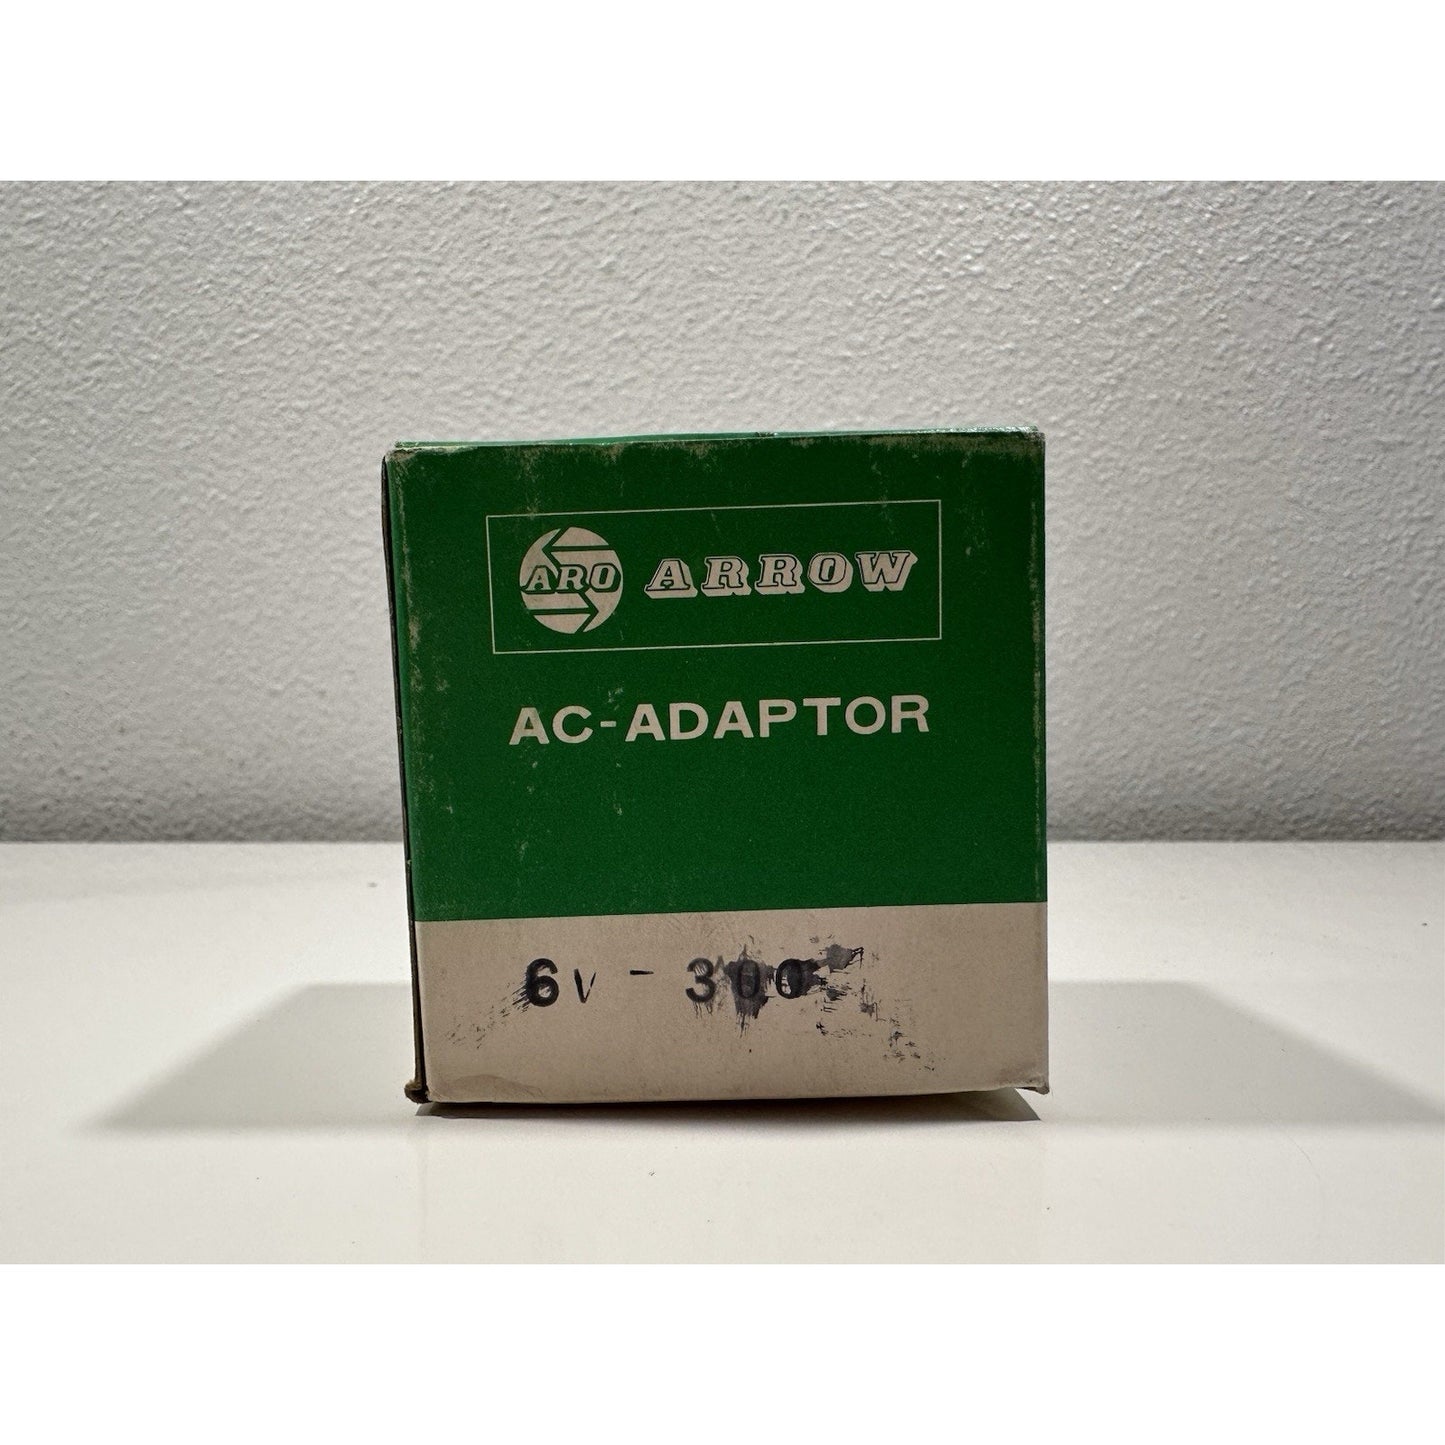 ARO ARROW
AC-ADAPTOR
6V - 300